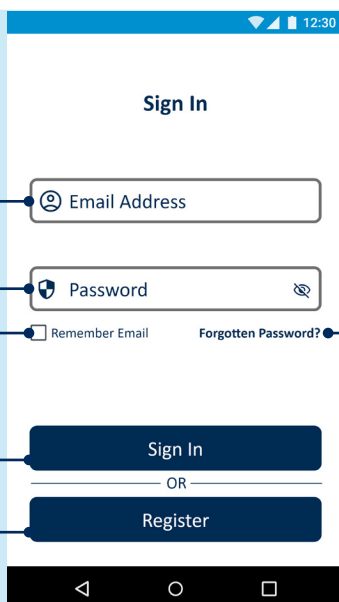 12:30
Sign In
Email Address
Password
Remember Email Forgotten Password?
Sign In
OR
Register